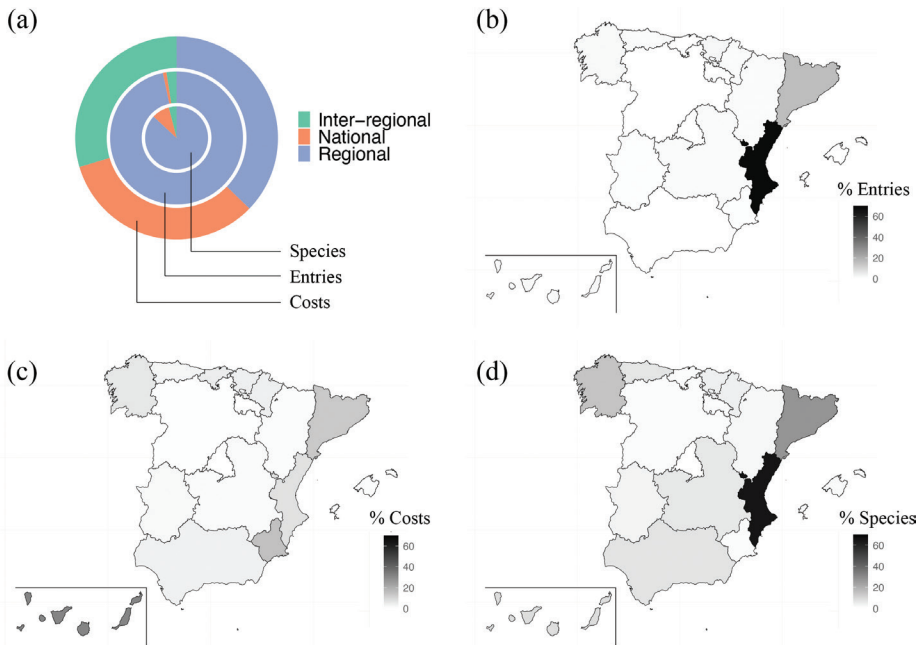 (a)
Inter-regional
National
Regional
Species
Entries
Costs
(b)
% Entries
60
40
20
0
(c)
% Costs
60
40
20
0
(d)
% Species
60
40
20
0